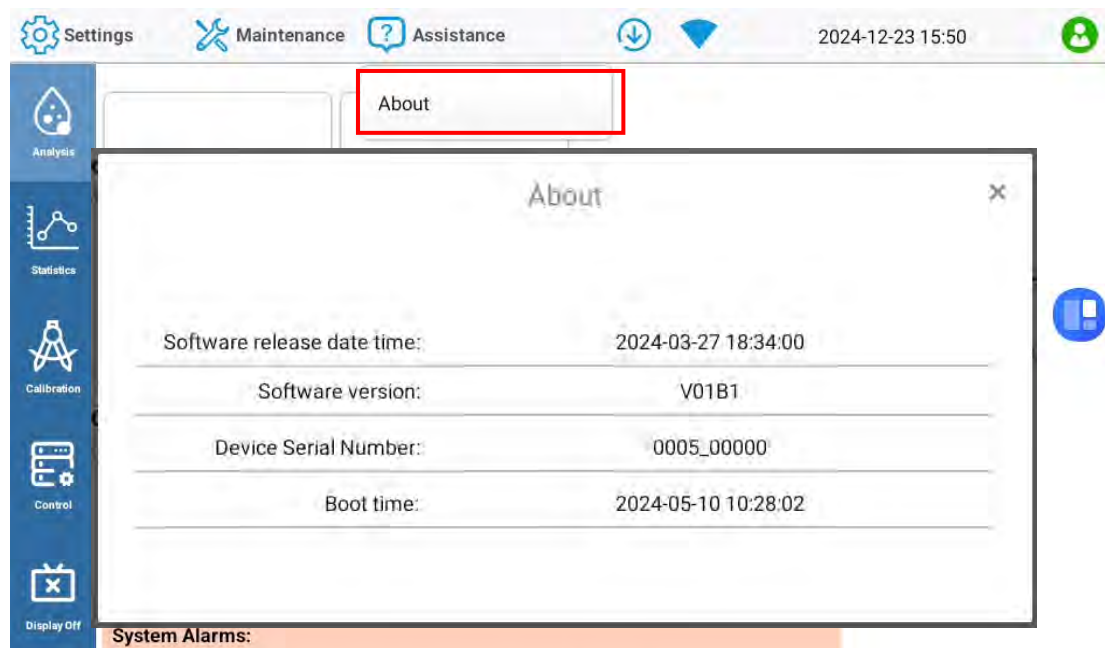 Settings Maintenance ? Assistance 2024-12-23 15:50
About
Analysis
About ×
Statistics
Software release date time: 2024-03-27 18:34:00
Software version: V01B1
Calibration
Device Serial Number: 0005_00000
Control
Boot time: 2024-05-10 10:28:02
Display Off
System Alarms: